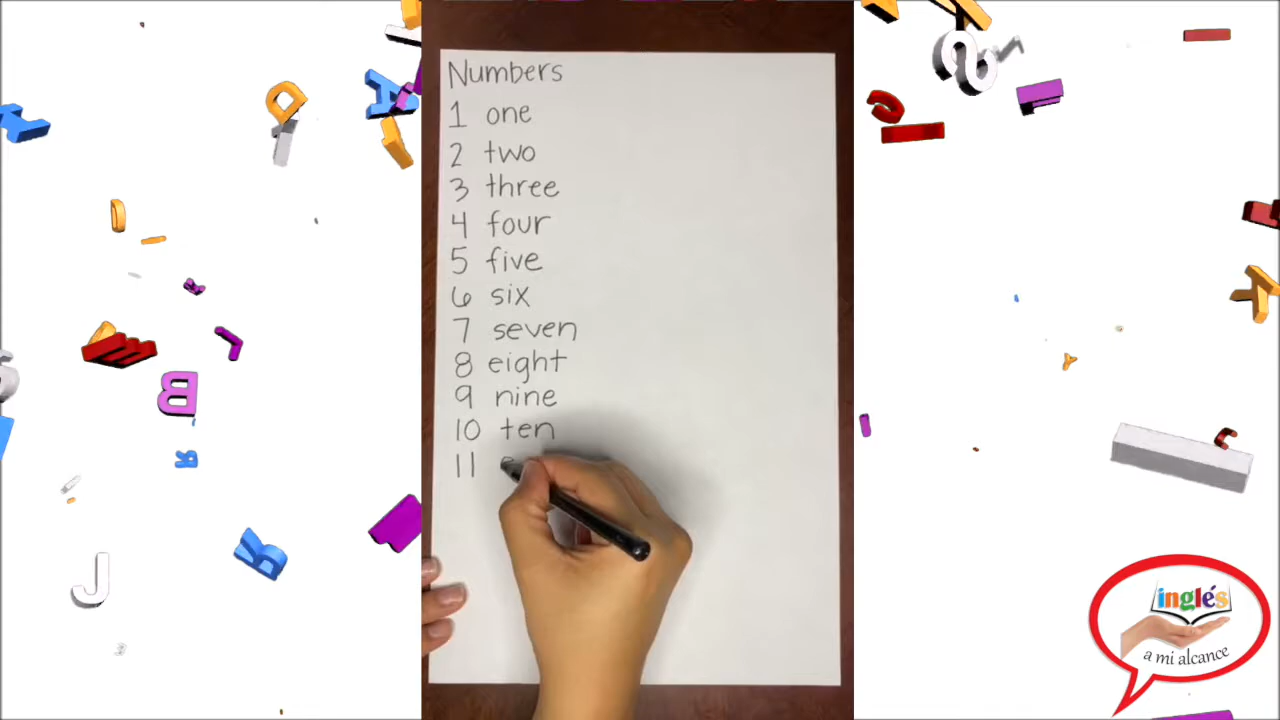 Numbers
1 one
2 two
3 three
4 four
5 five
6 six
7 seven
8 eight
9 nine
10 ten
11
inglés
a mi alcance